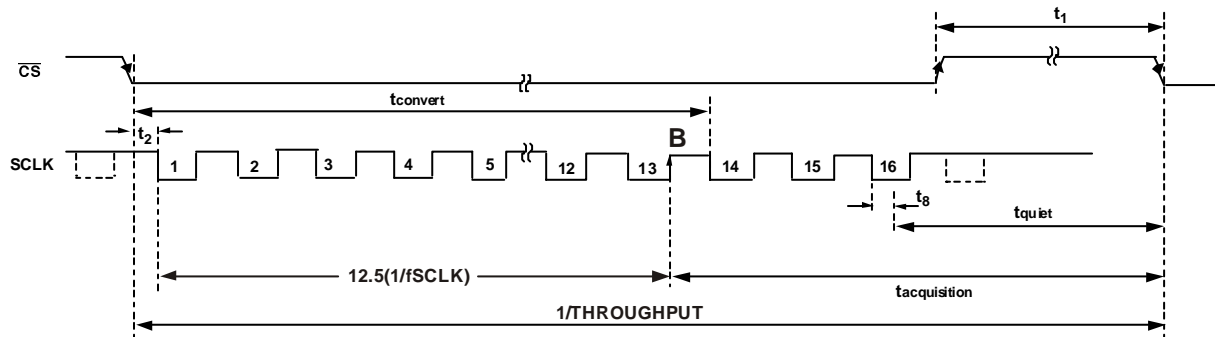 t1
CS
tconvert
t2
B
SCLK
1 2 3 4 5 12 13 14 15 16
t8
tquiet
12.5(1/fSCLK)
tacquisition
1/THROUGHPUT